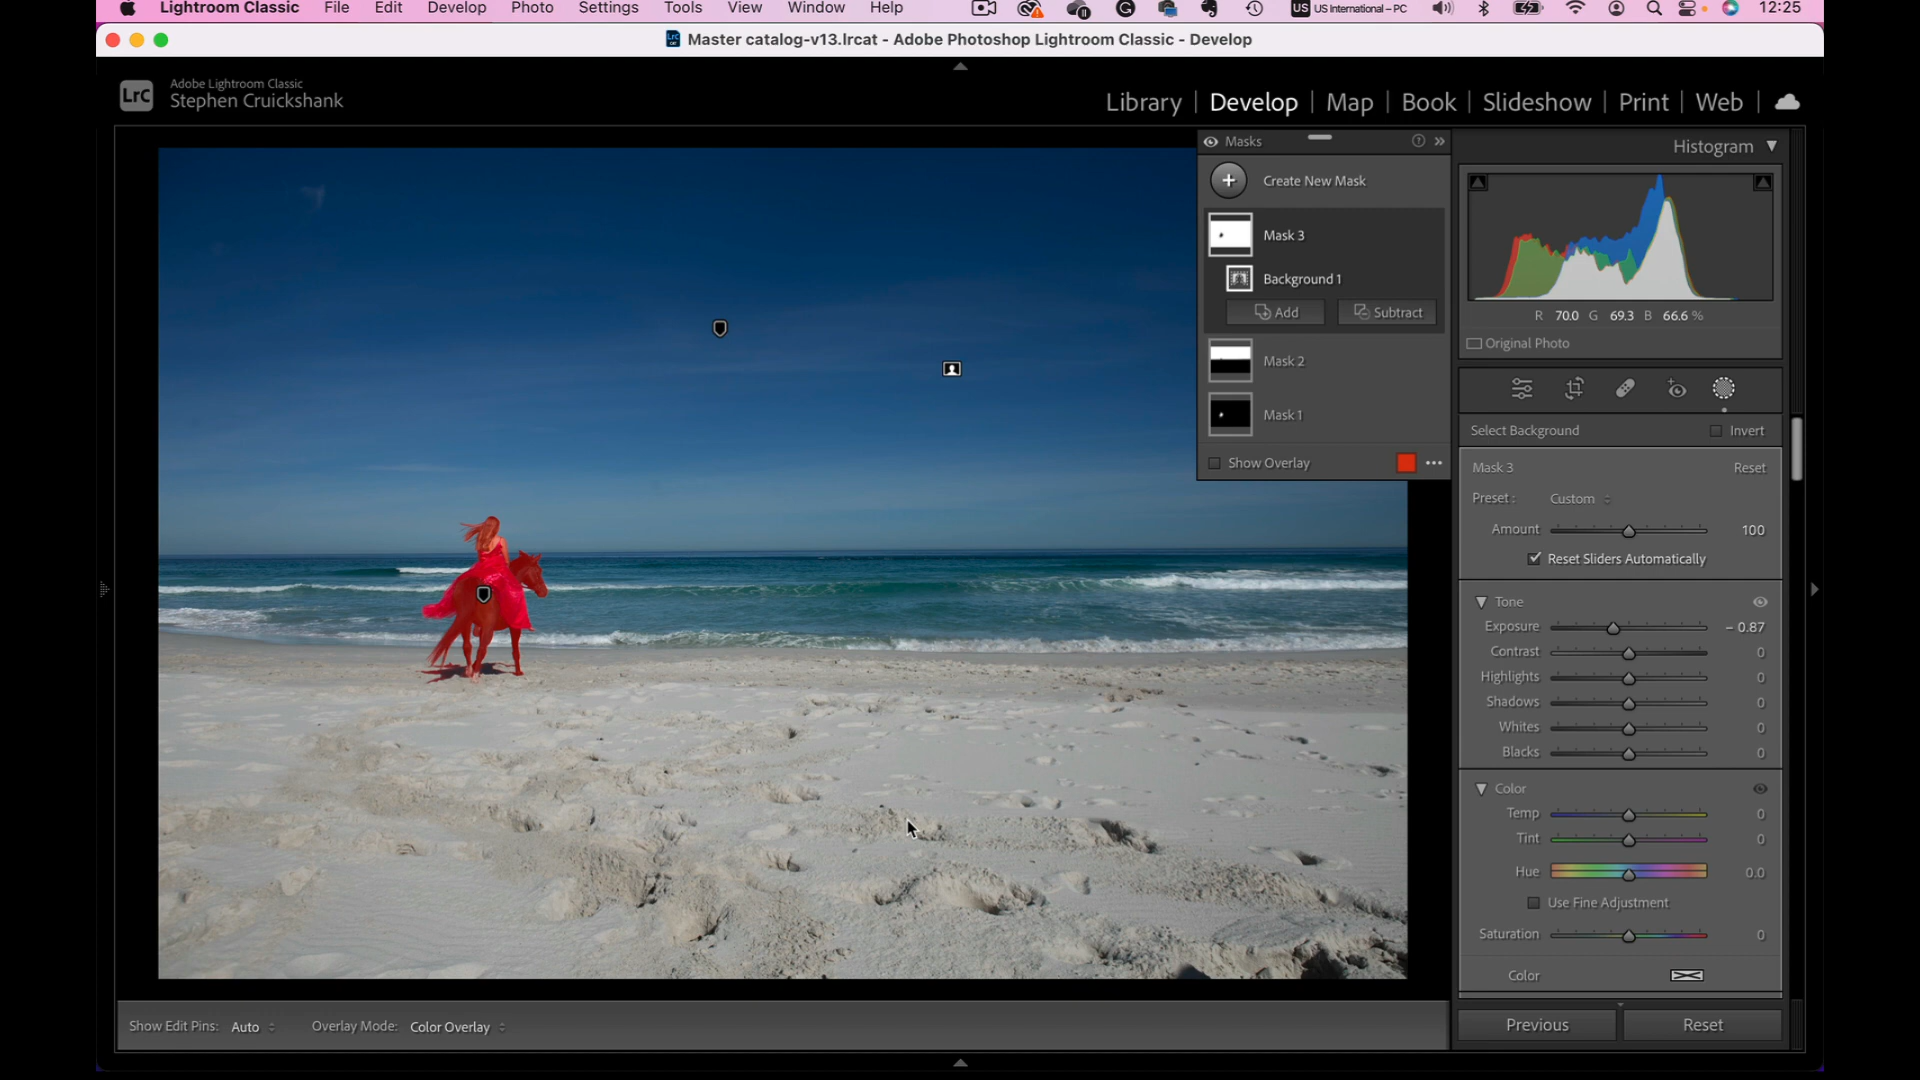 Lightroom Classic File Edit Develop Photo Settings Tools View Window Help US US International – PC 12:25
Master catalog-v13.lrcat - Adobe Photoshop Lightroom Classic - Develop
LrC
Adobe Lightroom Classic
Stephen Cruickshank
Library | Develop | Map | Book | Slideshow | Print | Web |
Masks
Create New Mask
Mask 3
Background 1
Add Subtract
Mask 2
Mask 1
Show Overlay
Histogram
R 70.0 G 69.3 B 66.6 %
Original Photo
Select Background Invert
Mask 3 Reset
Preset : Custom
Amount 100
Reset Sliders Automatically
Tone
Exposure – 0.87
Contrast 0
Highlights 0
Shadows 0
Whites 0
Blacks 0
Color
Temp 0
Tint 0
Hue 0.0
Use Fine Adjustment
Saturation 0
Color
Show Edit Pins: Auto Overlay Mode: Color Overlay
Previous Reset